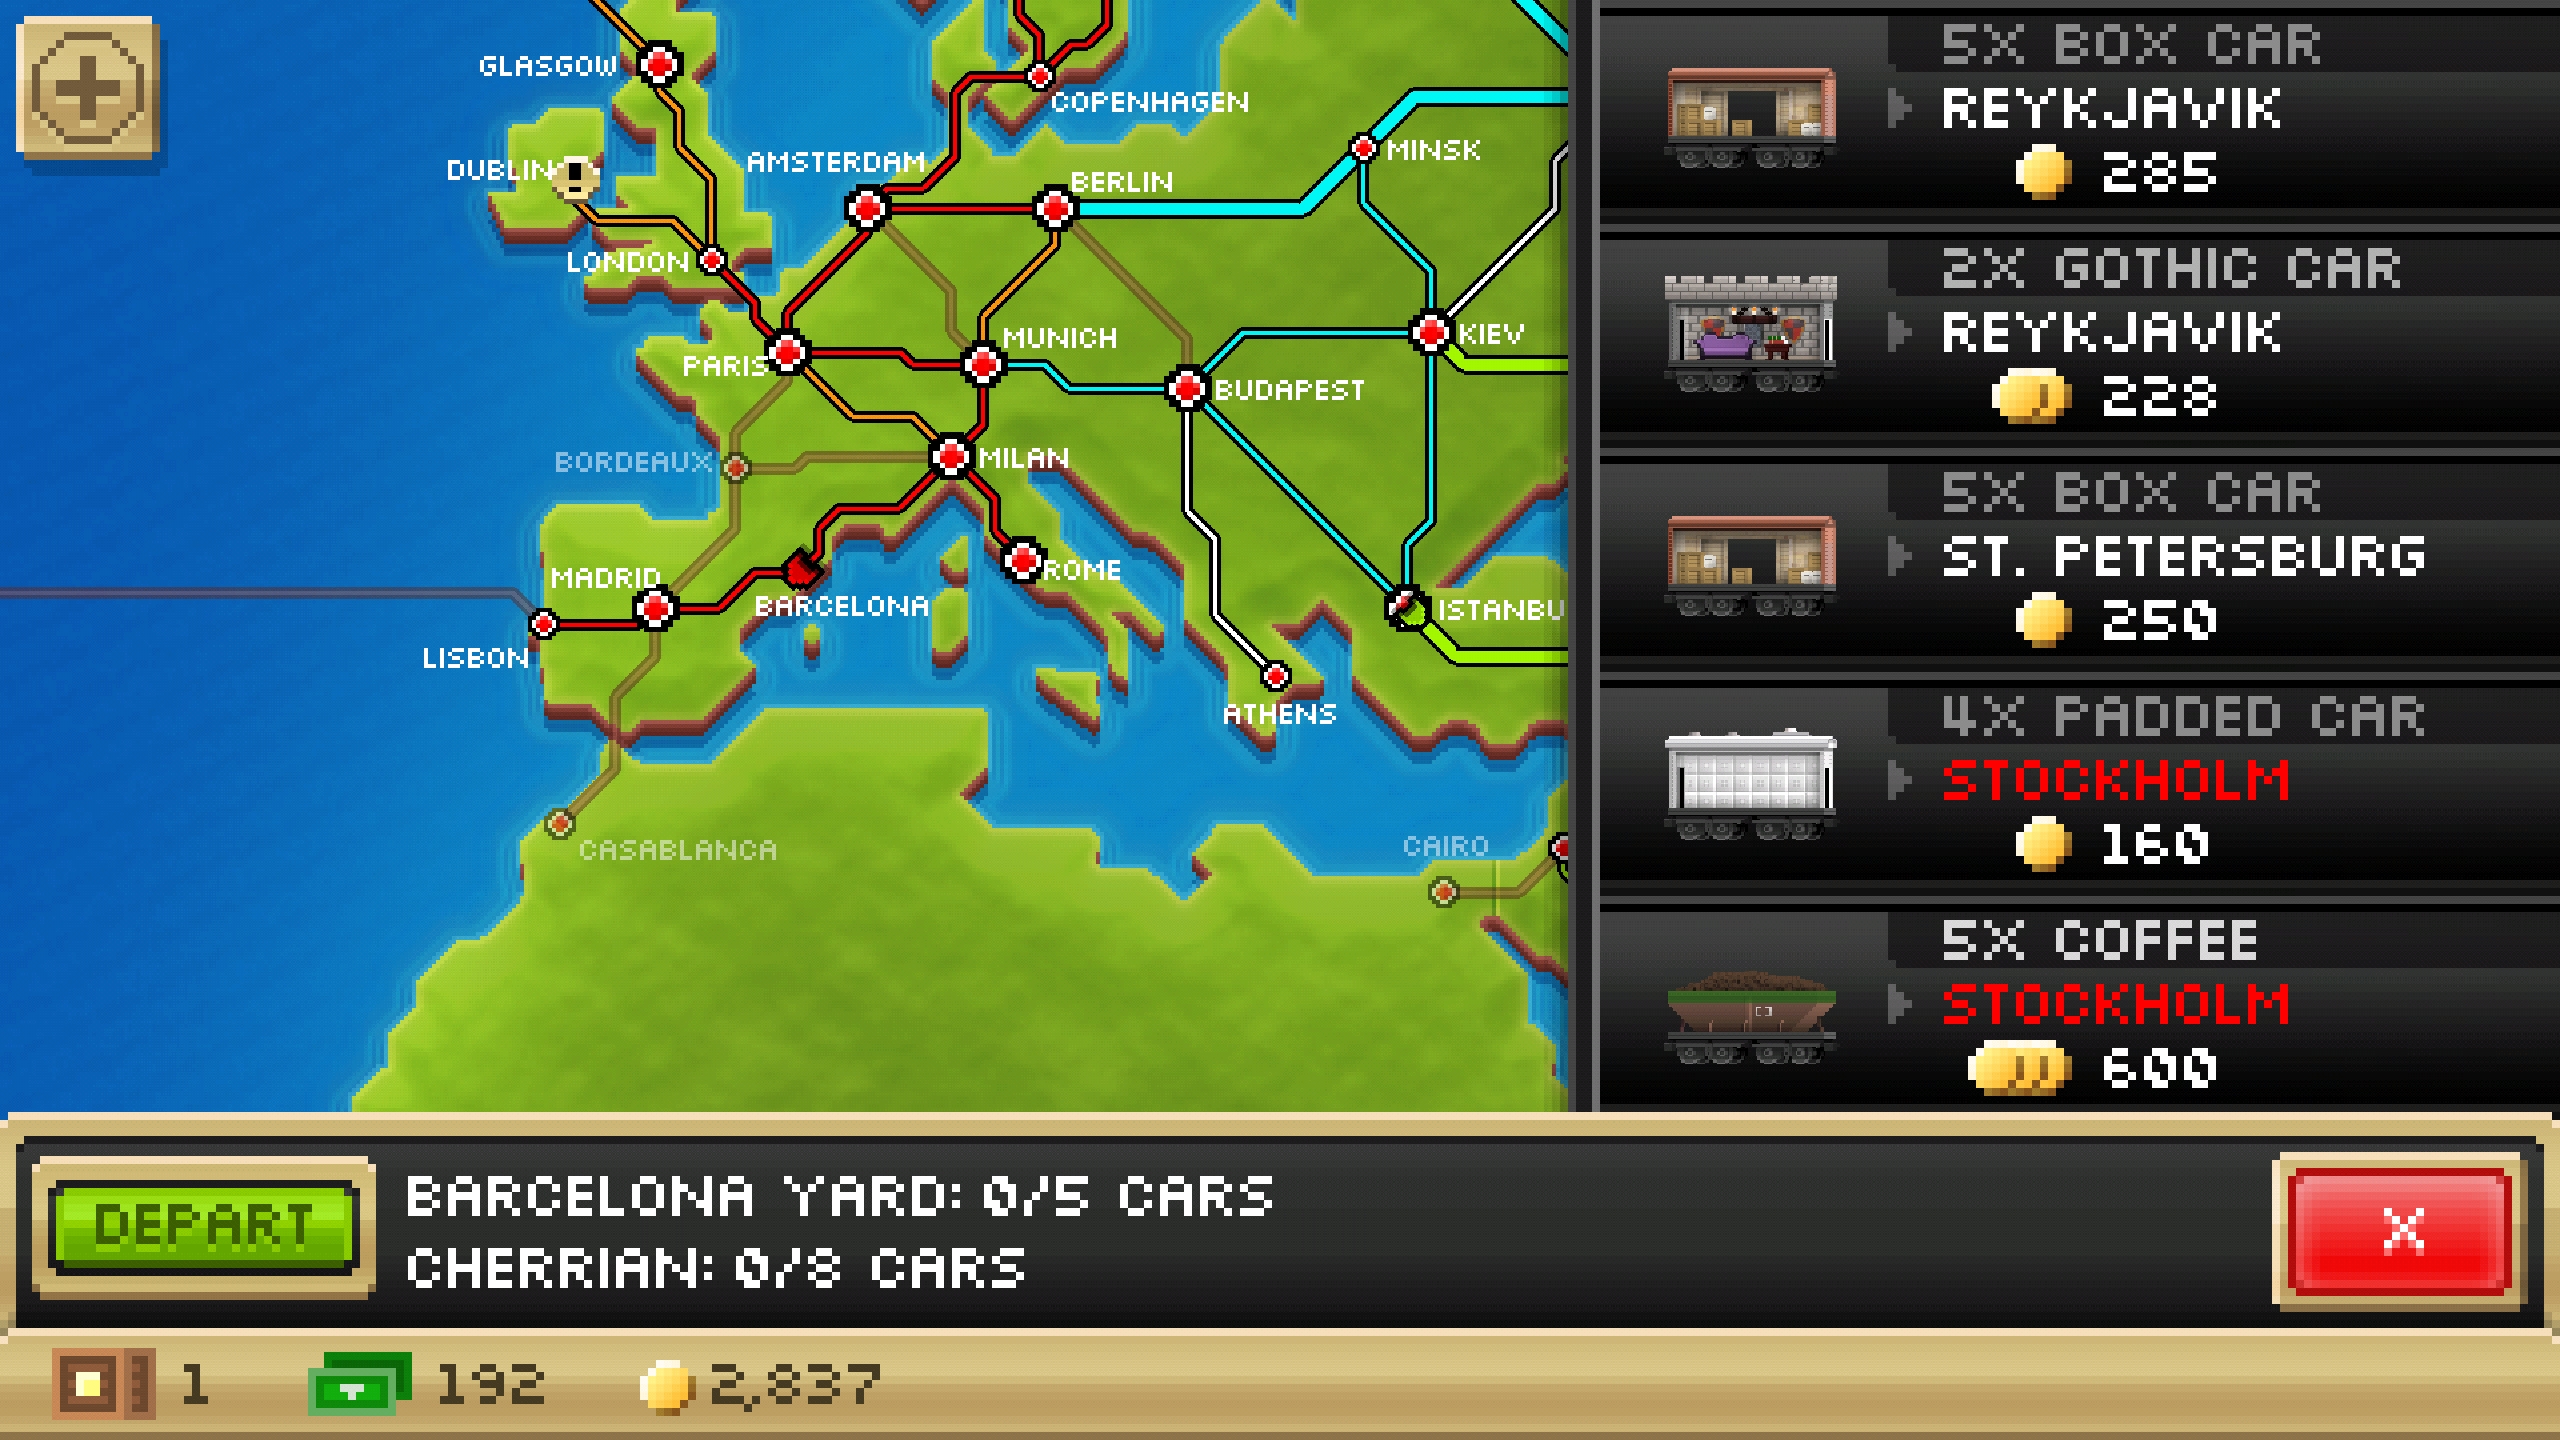 GLASGOW
COPENHAGEN
DUBLIN
AMSTERDAM
MINSK
BERLIN
LONDON
MUNICH
KIEV
PARIS
BUDAPEST
BORDEAUX
MILAN
MADRID
ROME
BARCELONA
ISTANBU
LISBON
ATHENS
CASABLANCA
CAIRO
5X BOX CAR
REYKJAVIK
285
2X GOTHIC CAR
REYKJAVIK
228
5X BOX CAR
ST. PETERSBURG
250
4X PADDED CAR
STOCKHOLM
160
5X COFFEE
STOCKHOLM
600
DEPART
BARCELONA YARD: 0/5 CARS
CHERRIAN: 0/8 CARS
X
1
192
2,837